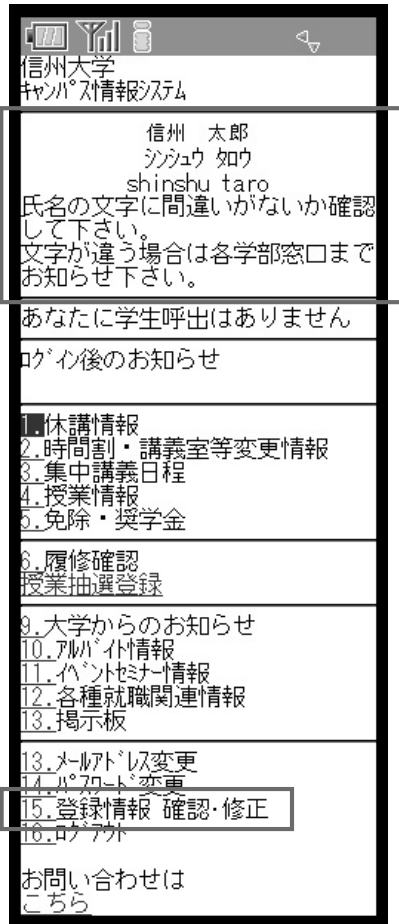 信州大学
ｷｬﾝﾊﾟｽ情報ｼｽﾃﾑ
信州　太郎
ｼﾝｼｭｳ ﾀﾛｳ
shinshu taro
氏名の文字に間違いがないか確認
して下さい。
文字が違う場合は各学部窓口まで
お知らせ下さい。
あなたに学生呼出はありません
ﾛｸﾞｲﾝ後のお知らせ
1.休講情報
2.時間割・講義室等変更情報
3.集中講義日程
4.授業情報
5.免除・奨学金
6.履修確認
授業抽選登録
9.大学からのお知らせ
10.ｱﾙﾊﾞｲﾄ情報
11.ｲﾍﾞﾝﾄｾﾐﾅｰ情報
12.各種就職関連情報
13.掲示板
13.ﾒｰﾙｱﾄﾞﾚｽ変更
14.ﾊﾟｽﾜｰﾄﾞ変更
15.登録情報 確認･修正
16.ﾛｸﾞｱｳﾄ
お問い合わせは
こちら